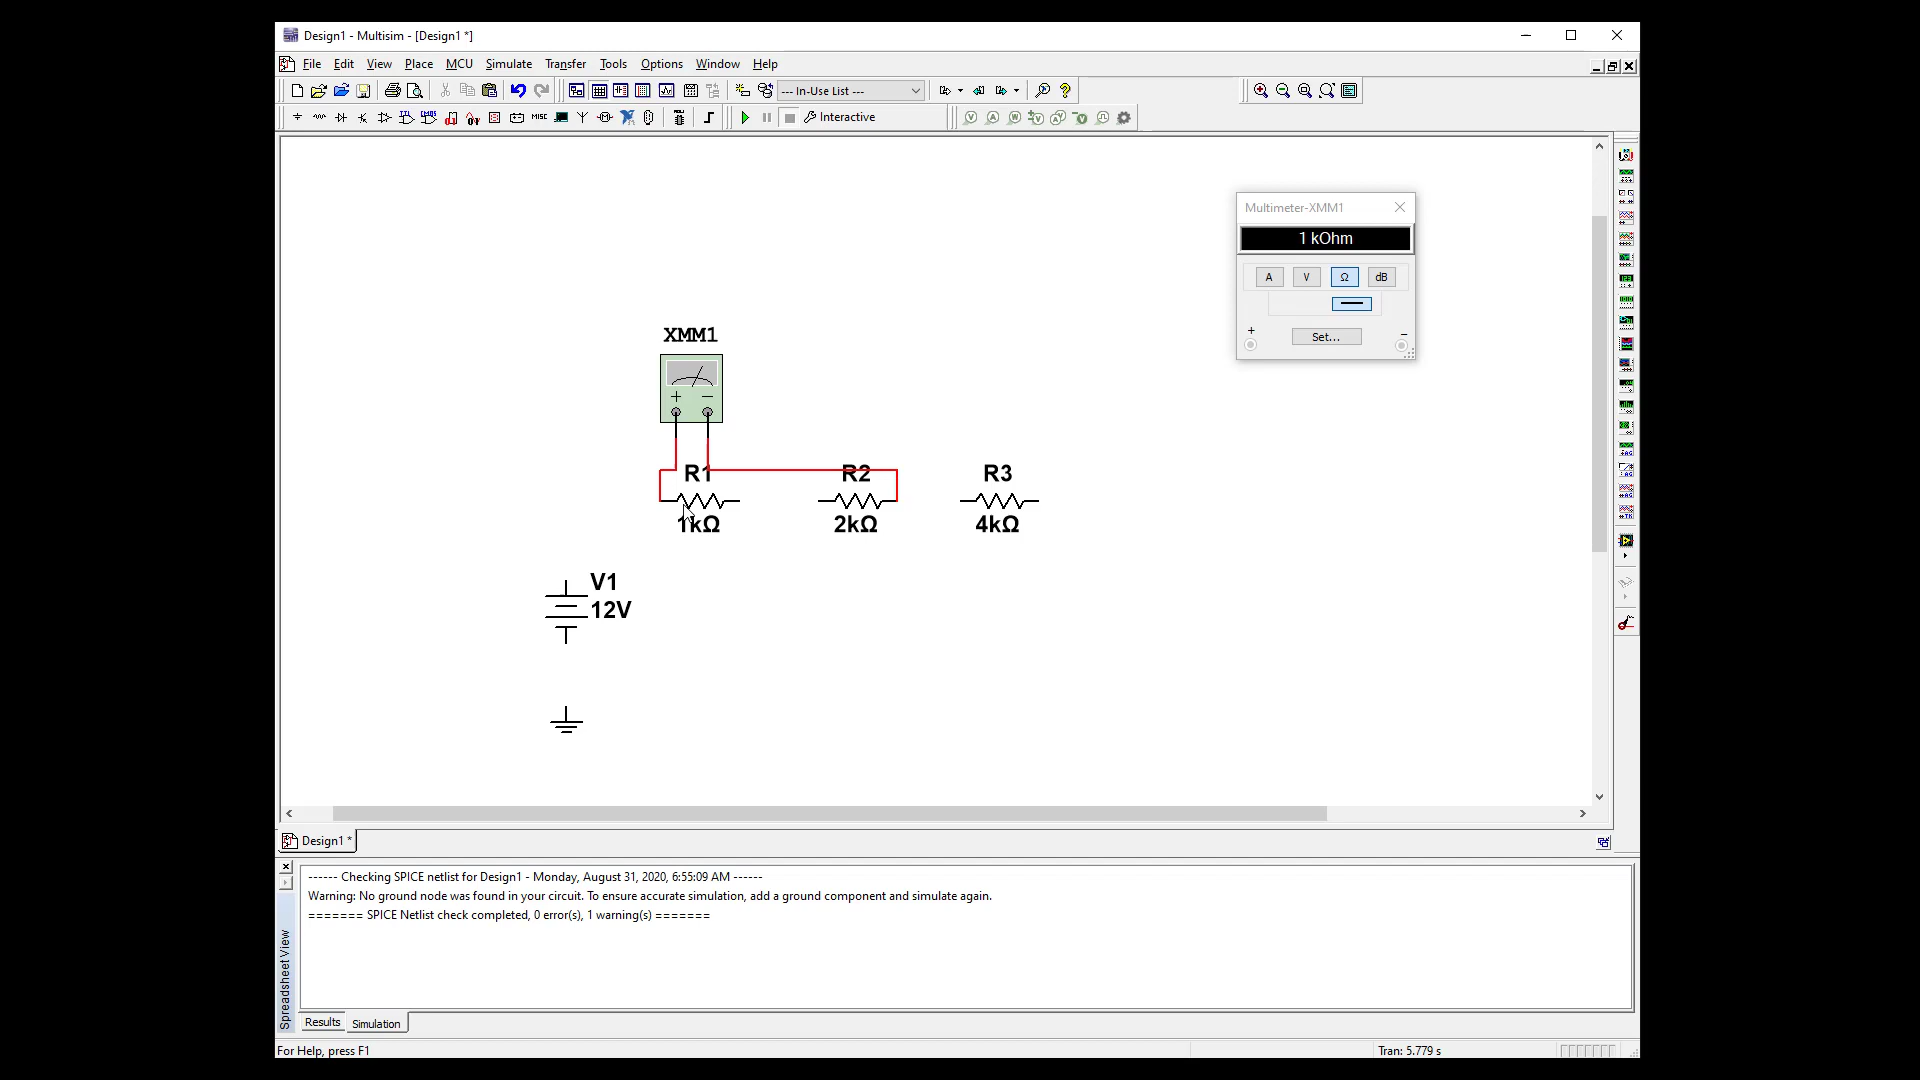 Design1 - Multisim - [Design1 *]
File Edit View Place MCU Simulate Transfer Tools Options Window Help
--- In-Use List ---
MISC Interactive
Multimeter-XMM1
1 kOhm
A V Ω dB
+ Set... −
XMM1
+ −
R1 R2 R3
1kΩ 2kΩ 4kΩ
V1
12V
Design1 *
------ Checking SPICE netlist for Design1 - Monday, August 31, 2020, 6:55:09 AM ------
Warning: No ground node was found in your circuit. To ensure accurate simulation, add a ground component and simulate again.
======= SPICE Netlist check completed, 0 error(s), 1 warning(s) =======
Spreadsheet View
Results Simulation
For Help, press F1 Tran: 5.779 s